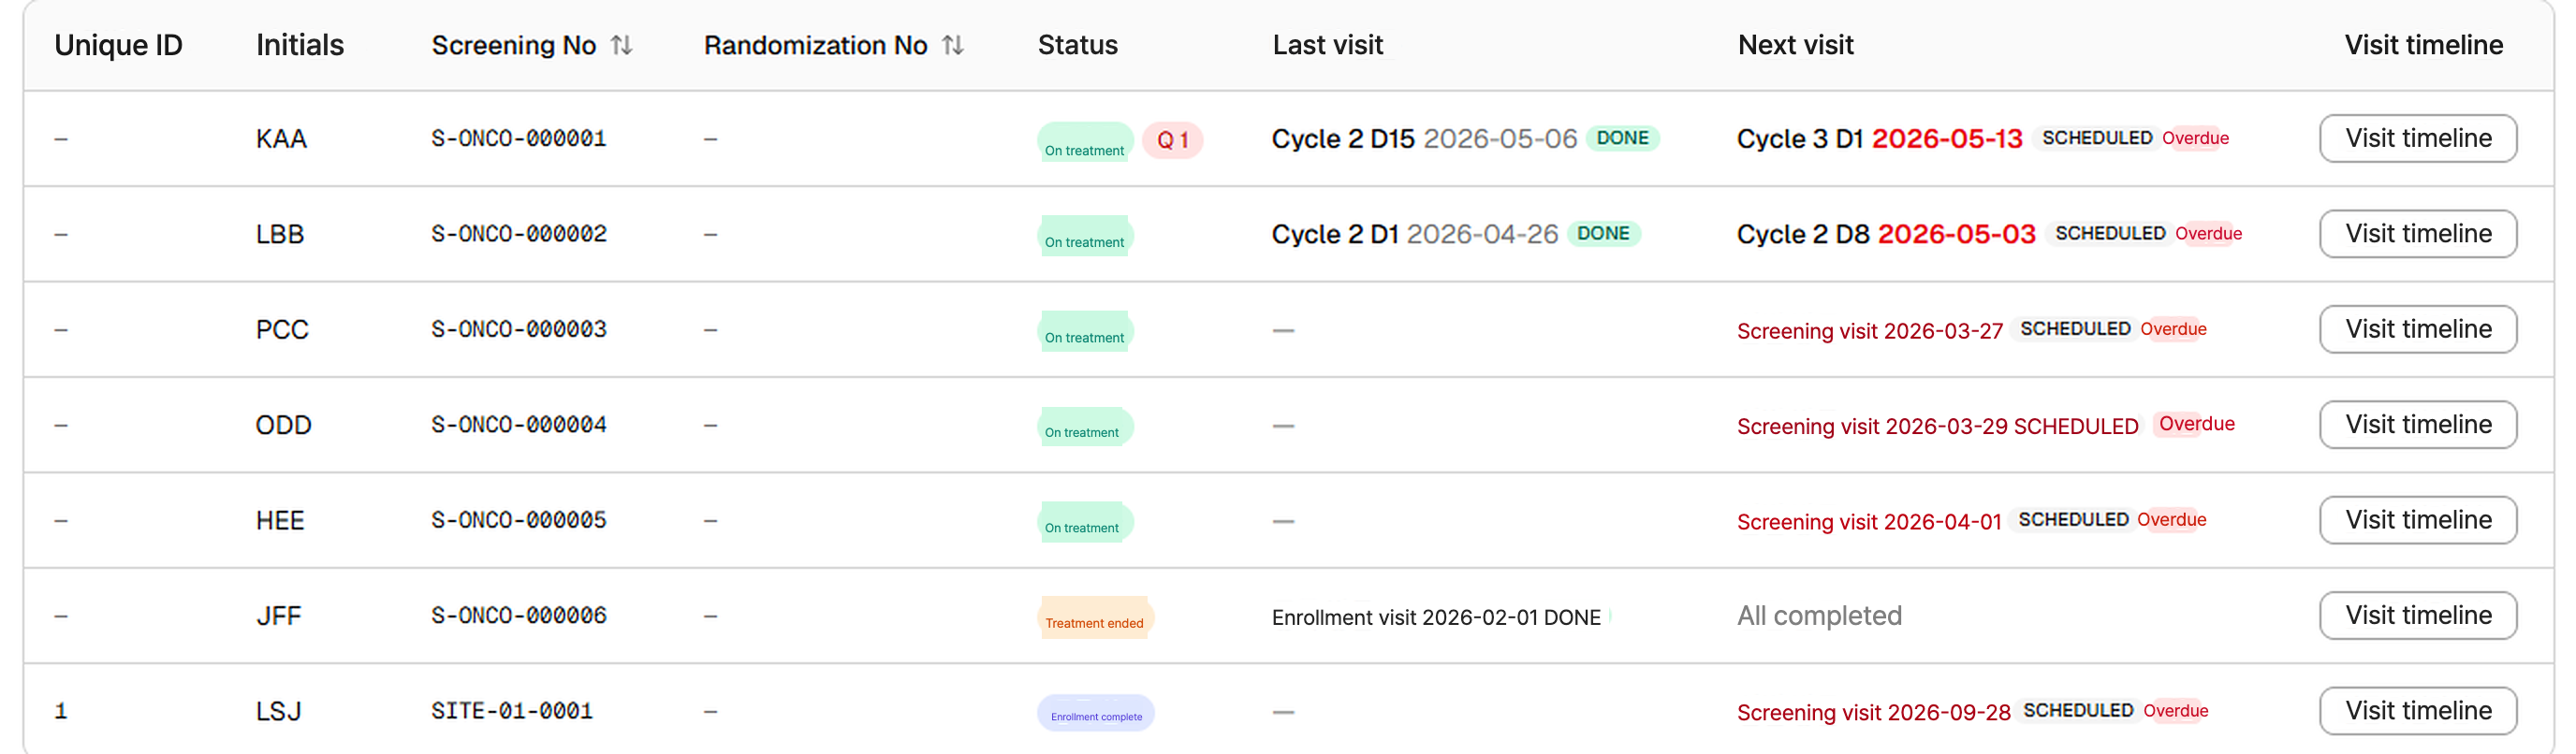 Unique ID Initials Screening No Randomization No Status Last visit Next visit Visit timeline
– KAA S-ONCO-000001 – On treatment Q 1 Cycle 2 D15 2026-05-06 DONE Cycle 3 D1 2026-05-13 SCHEDULED Overdue Visit timeline
– LBB S-ONCO-000002 – On treatment Cycle 2 D1 2026-04-26 DONE Cycle 2 D8 2026-05-03 SCHEDULED Overdue Visit timeline
– PCC S-ONCO-000003 – On treatment — Screening visit 2026-03-27 SCHEDULED Overdue Visit timeline
– ODD S-ONCO-000004 – On treatment — Screening visit 2026-03-29 SCHEDULED Overdue Visit timeline
– HEE S-ONCO-000005 – On treatment — Screening visit 2026-04-01 SCHEDULED Overdue Visit timeline
– JFF S-ONCO-000006 – Treatment ended Enrollment visit 2026-02-01 DONE All completed Visit timeline
1 LSJ SITE-01-0001 – Enrollment complete — Screening visit 2026-09-28 SCHEDULED Overdue Visit timeline